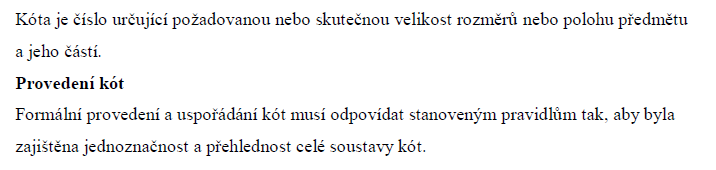 Kóta je číslo určující požadovanou nebo skutečnou velikost rozměrů nebo polohu předmětu
a jeho částí.
Provedení kót
Formální provedení a uspořádání kót musí odpovídat stanoveným pravidlům tak, aby byla
zajištěna jednoznačnost a přehlednost celé soustavy kót.